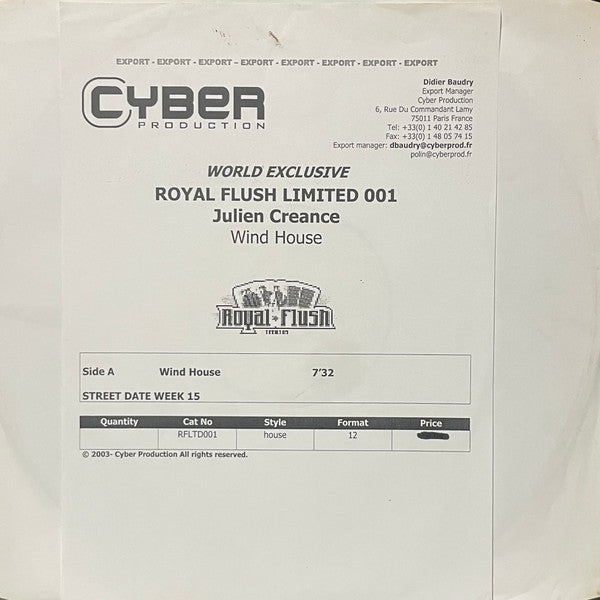 EXPORT - EXPORT - EXPORT – EXPORT - EXPORT - EXPORT - EXPORT - EXPORT
CYBER
PRODUCTION
Didier Baudry
Export Manager
Cyber Production
6, Rue Du Commandant Lamy
75011 Paris France
Tel: +33(0) 1 40 21 42 85
Fax: +33(0) 1 48 05 74 15
Export manager: dbaudry@cyberprod.fr
polin@cyberprod.fr
WORLD EXCLUSIVE
ROYAL FLUSH LIMITED 001
Julien Creance
Wind House
Royal Flush
Side A Wind House 7'32
STREET DATE WEEK 15
Quantity Cat No Style Format Price
RFLTD001 house 12
© 2003- Cyber Production All rights reserved.